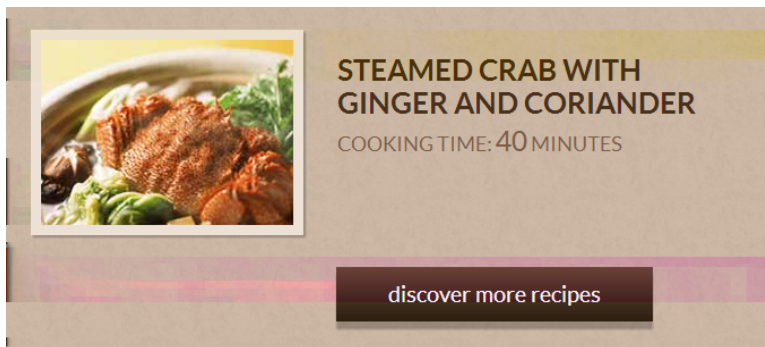 STEAMED CRAB WITH
GINGER AND CORIANDER
COOKING TIME: 40 MINUTES
discover more recipes